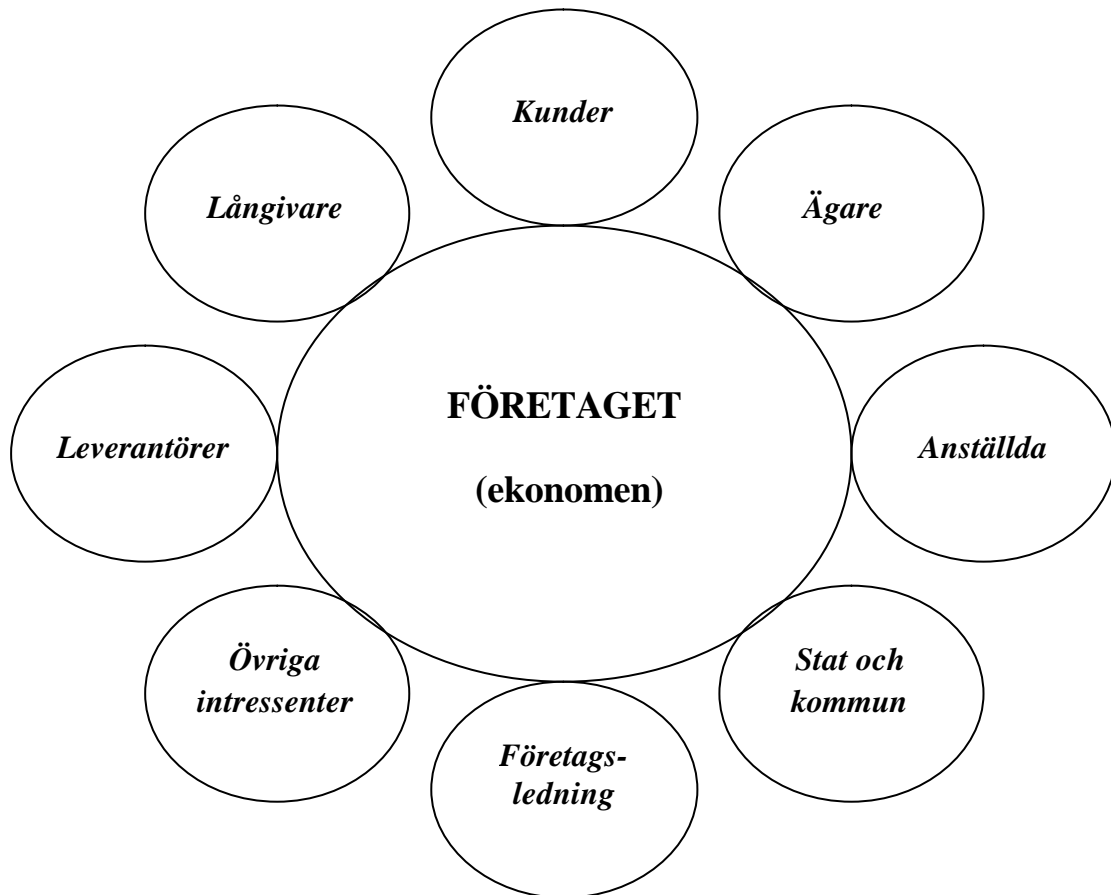 Kunder
Långivare
Ägare
FÖRETAGET
(ekonomen)
Leverantörer
Anställda
Övriga
intressenter
Stat och
kommun
Företags-
ledning